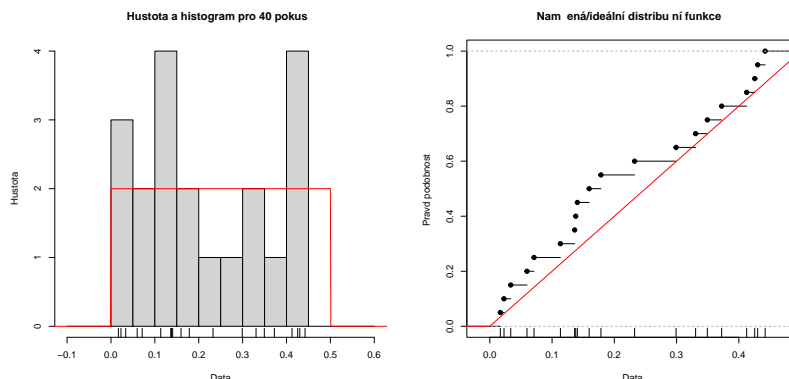 Hustota a histogram pro 40 pokus
Hustota
4
3
2
1
0
−0.1 0.0 0.1 0.2 0.3 0.4 0.5 0.6
Data
Nam ená/ideální distribu ní funkce
Pravd podobnost
1.0
0.8
0.6
0.4
0.2
0.0
0.0 0.1 0.2 0.3 0.4
Data